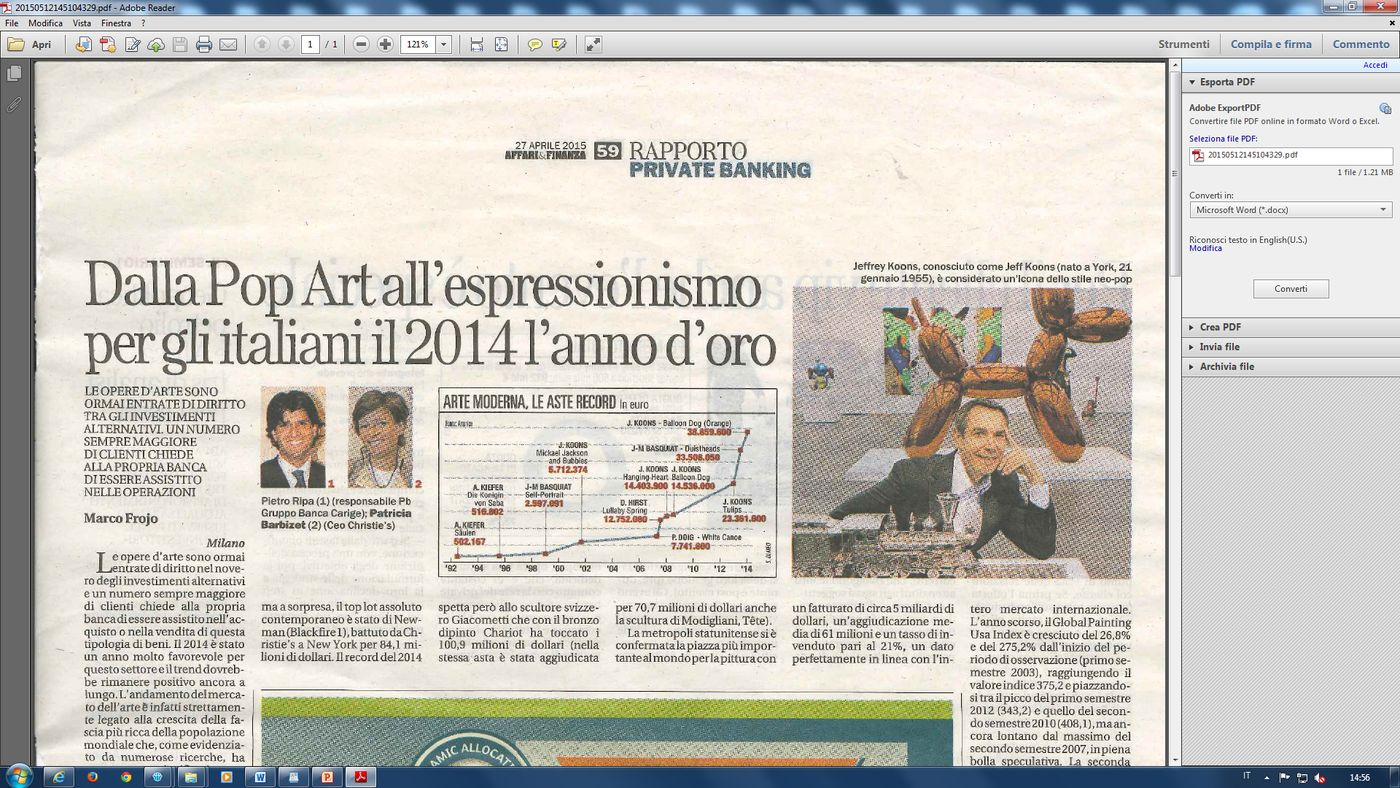 20150512145104329.pdf - Adobe Reader
File Modifica Vista Finestra ?
Apri
1 / 1
121%
Strumenti Compila e firma Commento
27 APRILE 2015
AFFARI&FINANZA
59
RAPPORTO
PRIVATE BANKING
Dalla Pop Art all'espressionismo
per gli italiani il 2014 l'anno d'oro
Jeffrey Koons, conosciuto come Jeff Koons (nato a York, 21
gennaio 1955), è considerato un'icona dello stile neo-pop
LE OPERE D'ARTE SONO
ORMAI ENTRATE DI DIRITTO
TRA GLI INVESTIMENTI
ALTERNATIVI. UN NUMERO
SEMPRE MAGGIORE
DI CLIENTI CHIEDE
ALLA PROPRIA BANCA
DI ESSERE ASSISTITO
NELLE OPERAZIONI
Marco Frojo
1
2
Pietro Ripa (1) (responsabile Pb
Gruppo Banca Carige); Patricia
Barbizet (2) (Ceo Christie's)
ARTE MODERNA, LE ASTE RECORD In euro
A. KIEFER
Säulen
502.167
A. KIEFER
Die Konigin
von Saba
516.802
J-M BASQUIAT
Self-Portrait
2.597.091
J. KOONS
Mickael Jackson
and Bubbles
6.712.374
D. HIRST
Lullaby Spring
12.752.080
J. KOONS
Hanging Heart
14.403.900
J. KOONS
Balloon Dog
14.536.000
J. KOONS - Balloon Dog (Orange)
38.859.600
J-M BASQUIAT - Dustheads
33.508.050
J. KOONS
Tulips
23.351.600
P. DOIG - White Canoe
7.741.600
'92 '94 '96 '98 '00 '02 '04 '06 '08 '10 '12 '14
Milano
Le opere d'arte sono ormai
entrate di diritto nel nove-
ro degli investimenti alternativi
e un numero sempre maggiore
di clienti chiede alla propria
banca di essere assistito nell'ac-
quisto o nella vendita di questa
tipologia di beni. Il 2014 è stato
un anno molto favorevole per
questo settore e il trend dovreb-
be rimanere positivo ancora a
lungo. L'andamento del merca-
to dell'arte è infatti strettamen-
te legato alla crescita della fa-
scia più ricca della popolazione
mondiale che, come evidenzia-
to da numerose ricerche, ha
ma a sorpresa, il top lot assoluto
contemporaneo è stato di New-
man (Blackfire 1), battuto da Ch-
ristie's a New York per 84,1 mi-
lioni di dollari. Il record del 2014
spetta però allo scultore svizze-
ro Giacometti che con il bronzo
dipinto Chariot ha toccato i
100,9 milioni di dollari (nella
stessa asta è stata aggiudicata
per 70,7 milioni di dollari anche
la scultura di Modigliani, Tête).
La metropoli statunitense si è
confermata la piazza più impor-
tante al mondo per la pittura con
un fatturato di circa 5 miliardi di
dollari, un'aggiudicazione me-
dia di 61 milioni e un tasso di in-
venduto pari al 21%, un dato
perfettamente in linea con l'in-
tero mercato internazionale.
L'anno scorso, il Global Painting
Usa Index è cresciuto del 26,8%
e del 275,2% dall'inizio del pe-
riodo di osservazione (primo se-
mestre 2003), raggiungendo il
valore indice 375,2 e piazzando-
si tra il picco del primo semestre
2012 (343,2) e quello del secon-
do semestre 2010 (408,1), ma an-
cora lontano dal massimo del
secondo semestre 2007, in piena
bolla speculativa. La seconda
AMIC ALLOCATI
Accedi
Esporta PDF
Adobe ExportPDF
Convertire file PDF online in formato Word o Excel.
Seleziona file PDF:
20150512145104329.pdf
1 file / 1.21 MB
Converti in:
Microsoft Word (*.docx)
Riconosci testo in English(U.S.)
Modifica
Converti
Crea PDF
Invia file
Archivia file
IT
14:56